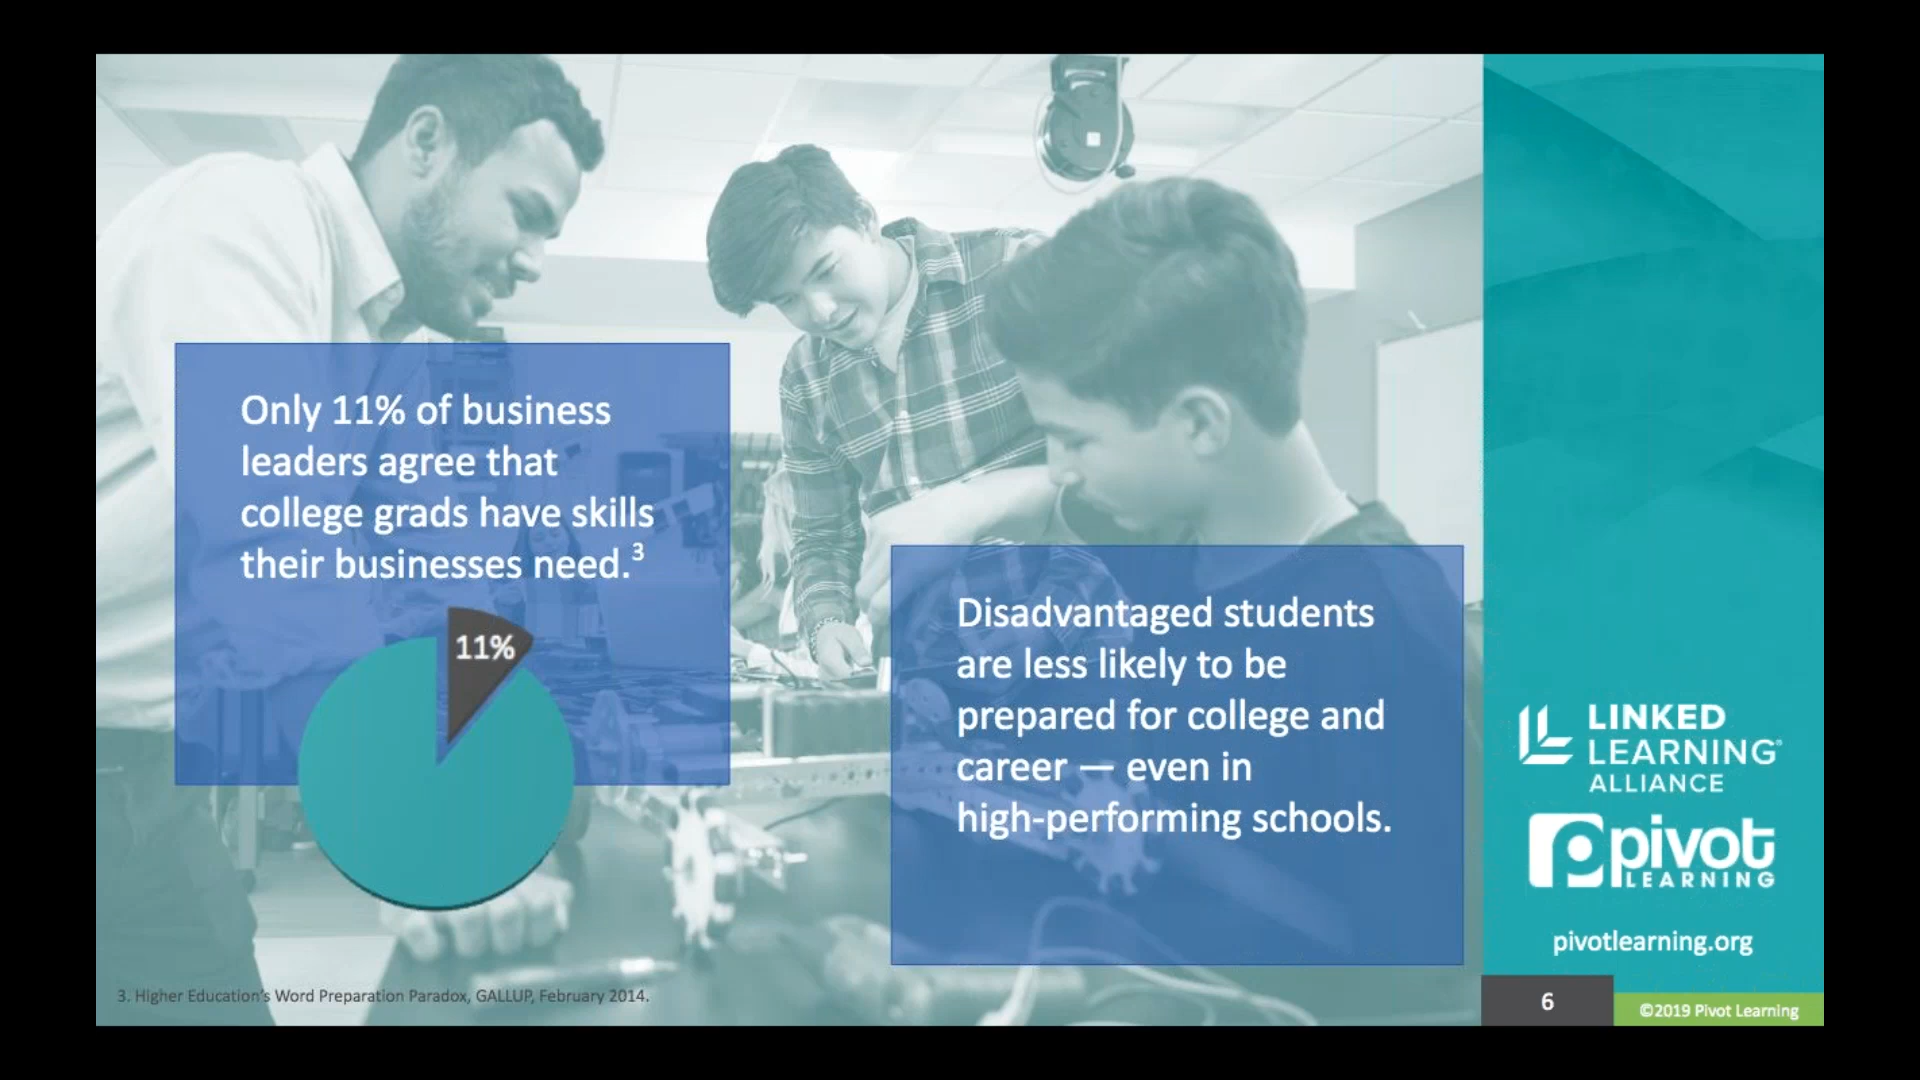 Only 11% of business
leaders agree that
college grads have skills
their businesses need.3
11%
Disadvantaged students
are less likely to be
prepared for college and
career — even in
high-performing schools.
LINKED
LEARNING®
ALLIANCE
pivot
LEARNING
pivotlearning.org
3. Higher Education's Word Preparation Paradox, GALLUP, February 2014.
6
©2019 Pivot Learning